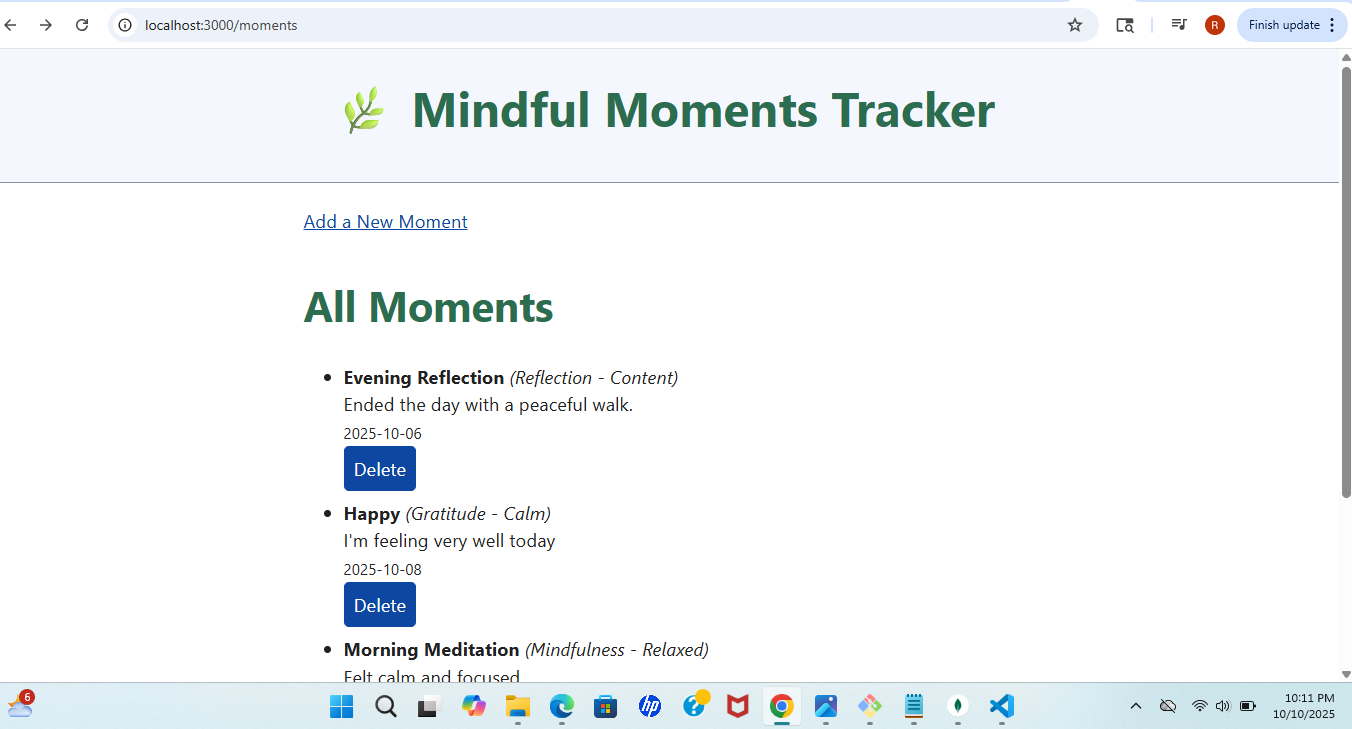 localhost:3000/moments
R
Finish update
Mindful Moments Tracker
Add a New Moment
All Moments
Evening Reflection (Reflection - Content)
Ended the day with a peaceful walk.
2025-10-06
Delete
Happy (Gratitude - Calm)
I'm feeling very well today
2025-10-08
Delete
Morning Meditation (Mindfulness - Relaxed)
Felt calm and focused
6
hp
?
10:11 PM
10/10/2025